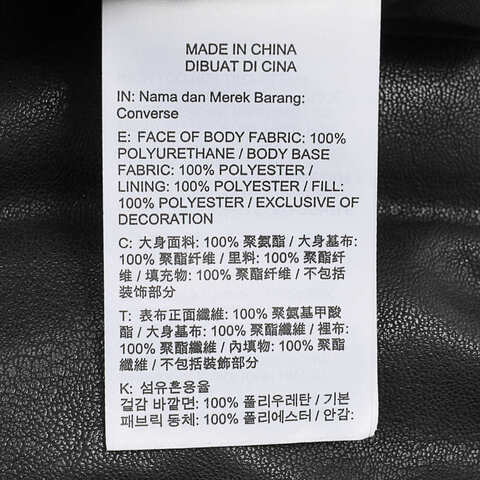 MADE IN CHINA
DIBUAT DI CINA
IN: Nama dan Merek Barang:
Converse
E: FACE OF BODY FABRIC: 100%
POLYURETHANE / BODY BASE
FABRIC: 100% POLYESTER /
LINING: 100% POLYESTER / FILL:
100% POLYESTER / EXCLUSIVE OF
DECORATION
C: 大身面料: 100% 聚氨酯 / 大身基布:
100% 聚酯纤维 / 里料: 100% 聚酯纤
维 / 填充物: 100% 聚酯纤维 / 不包括
装饰部分
T: 表布正面纖維: 100% 聚氨基甲酸
酯 / 大身基布: 100% 聚酯纖維 / 裡布:
100% 聚酯纖維 / 內填物: 100% 聚酯
纖維 / 不包括裝飾部分
K: 섬유혼용율
겉감 바깥면: 100% 폴리우레탄 / 기본
패브릭 동체: 100% 폴리에스터 / 안감: